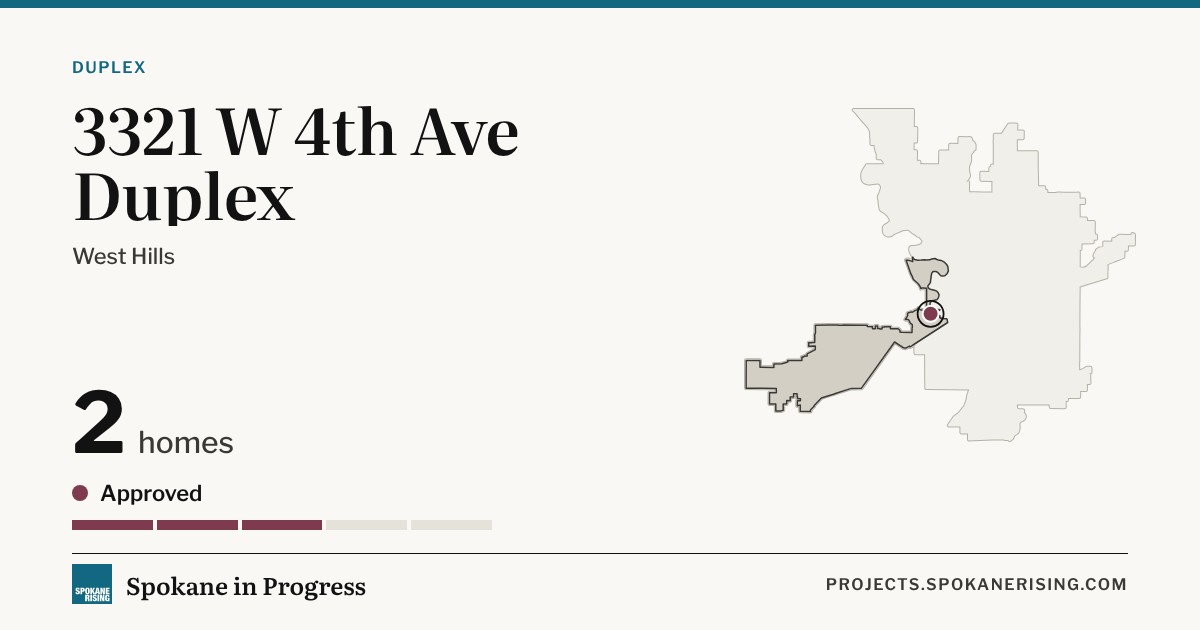 DUPLEX
3321 W 4th Ave
Duplex
West Hills
2 homes
Approved
SPOKANE
RISING
Spokane in Progress
PROJECTS.SPOKANERISING.COM